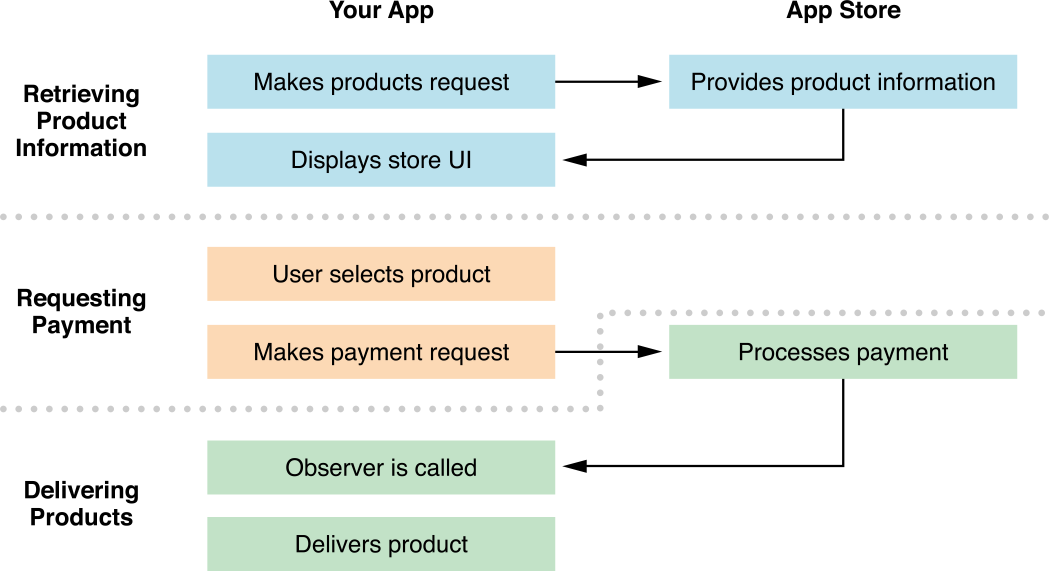 Your App
App Store
Retrieving
Product
Information
Makes products request
Provides product information
Displays store UI
Requesting
Payment
User selects product
Makes payment request
Processes payment
Delivering
Products
Observer is called
Delivers product